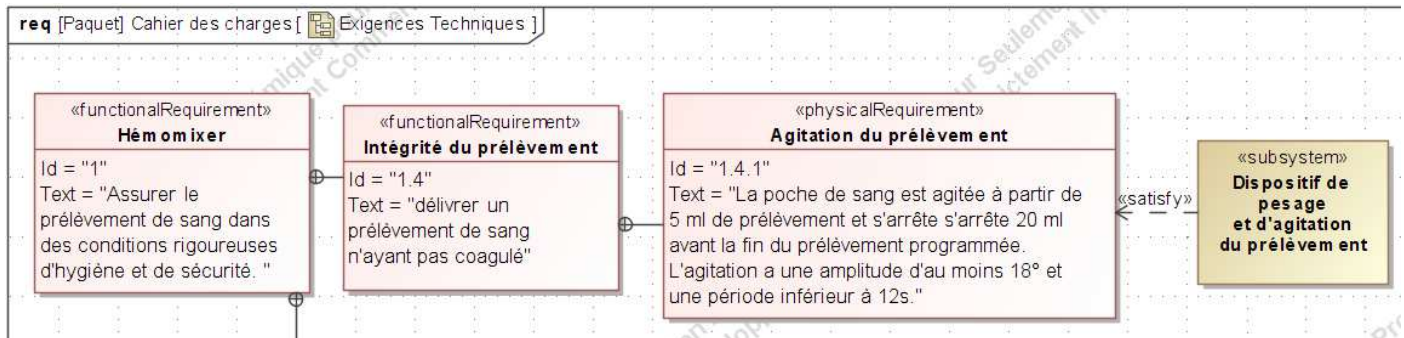 req [Paquet] Cahier des charges [ Exigences Techniques ]
«functionalRequirement»
Hémomixer
Id = "1"
Text = "Assurer le
prélèvement de sang dans
des conditions rigoureuses
d'hygiène et de sécurité. "
«functionalRequirement»
Intégrité du prélèvement
Id = "1.4"
Text = "délivrer un
prélèvement de sang
n'ayant pas coagulé"
«physicalRequirement»
Agitation du prélèvement
Id = "1.4.1"
Text = "La poche de sang est agitée à partir de
5 ml de prélèvement et s'arrête s'arrête 20 ml
avant la fin du prélèvement programmée.
L'agitation a une amplitude d'au moins 18° et
une période inférieur à 12s."
«satisfy»
«subsystem»
Dispositif de
pesage
et d'agitation
du prélèvement